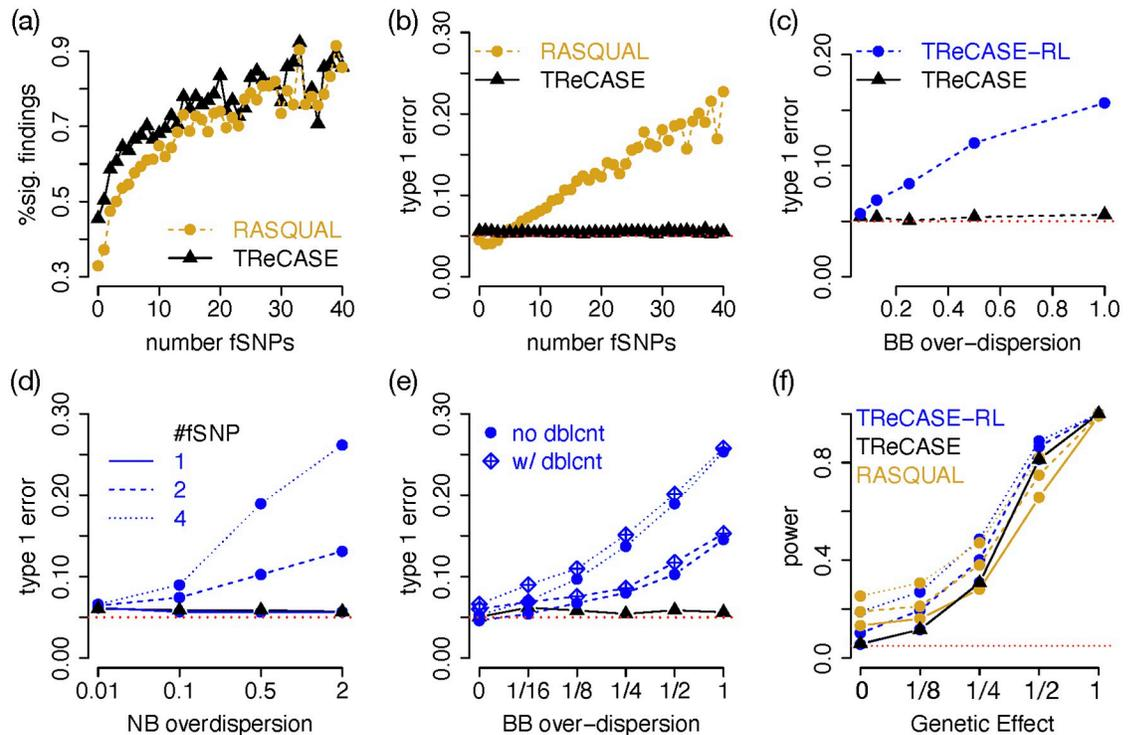 (a)
0.9
0.7
0.5
0.3
%sig. findings
RASQUAL
TReCASE
0 10 20 30 40
number fSNPs
(b)
0.30
0.20
0.10
0.00
type 1 error
RASQUAL
TReCASE
0 10 20 30 40
number fSNPs
(c)
0.20
0.10
0.00
type 1 error
TReCASE−RL
TReCASE
0.2 0.4 0.6 0.8 1.0
BB over−dispersion
(d)
0.30
0.20
0.10
0.00
type 1 error
#fSNP
1
2
4
0.01 0.1 0.5 2
NB overdispersion
(e)
0.30
0.20
0.10
0.00
type 1 error
no dblcnt
w/ dblcnt
0 1/16 1/8 1/4 1/2 1
BB over−dispersion
(f)
0.8
0.4
0.0
power
TReCASE−RL
TReCASE
RASQUAL
0 1/8 1/4 1/2 1
Genetic Effect